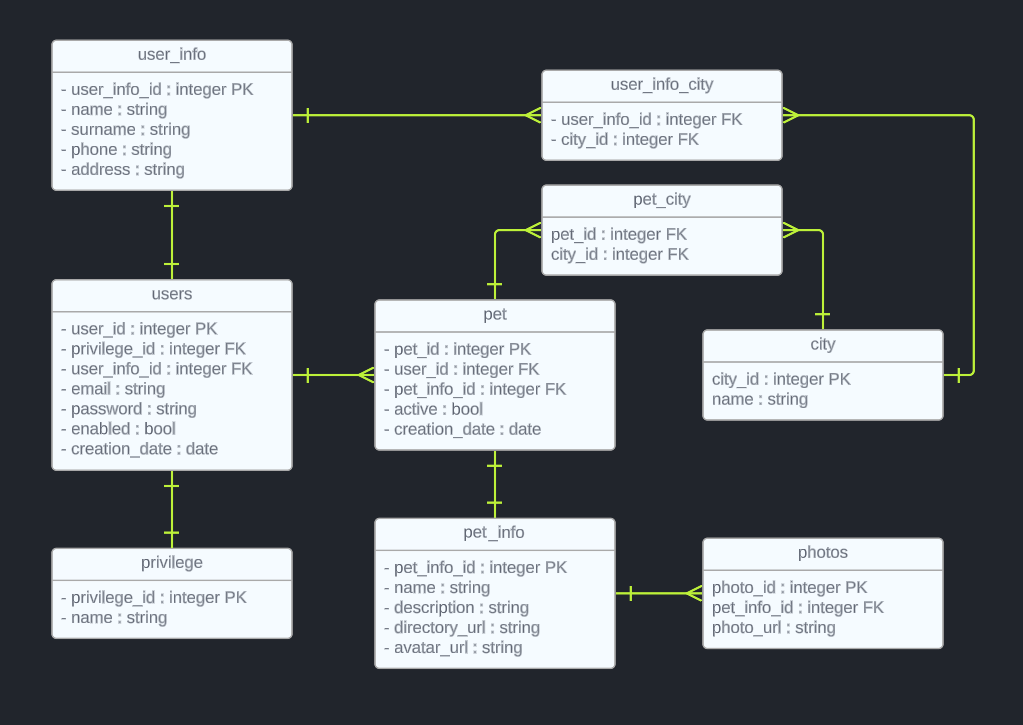 user_info
- user_info_id : integer PK
- name : string
- surname : string
- phone : string
- address : string
user_info_city
- user_info_id : integer FK
- city_id : integer FK
pet_city
pet_id : integer FK
city_id : integer FK
users
- user_id : integer PK
- privilege_id : integer FK
- user_info_id : integer FK
- email : string
- password : string
- enabled : bool
- creation_date : date
pet
- pet_id : integer PK
- user_id : integer FK
- pet_info_id : integer FK
- active : bool
- creation_date : date
city
city_id : integer PK
name : string
privilege
- privilege_id : integer PK
- name : string
pet_info
- pet_info_id : integer PK
- name : string
- description : string
- directory_url : string
- avatar_url : string
photos
photo_id : integer PK
pet_info_id : integer FK
photo_url : string